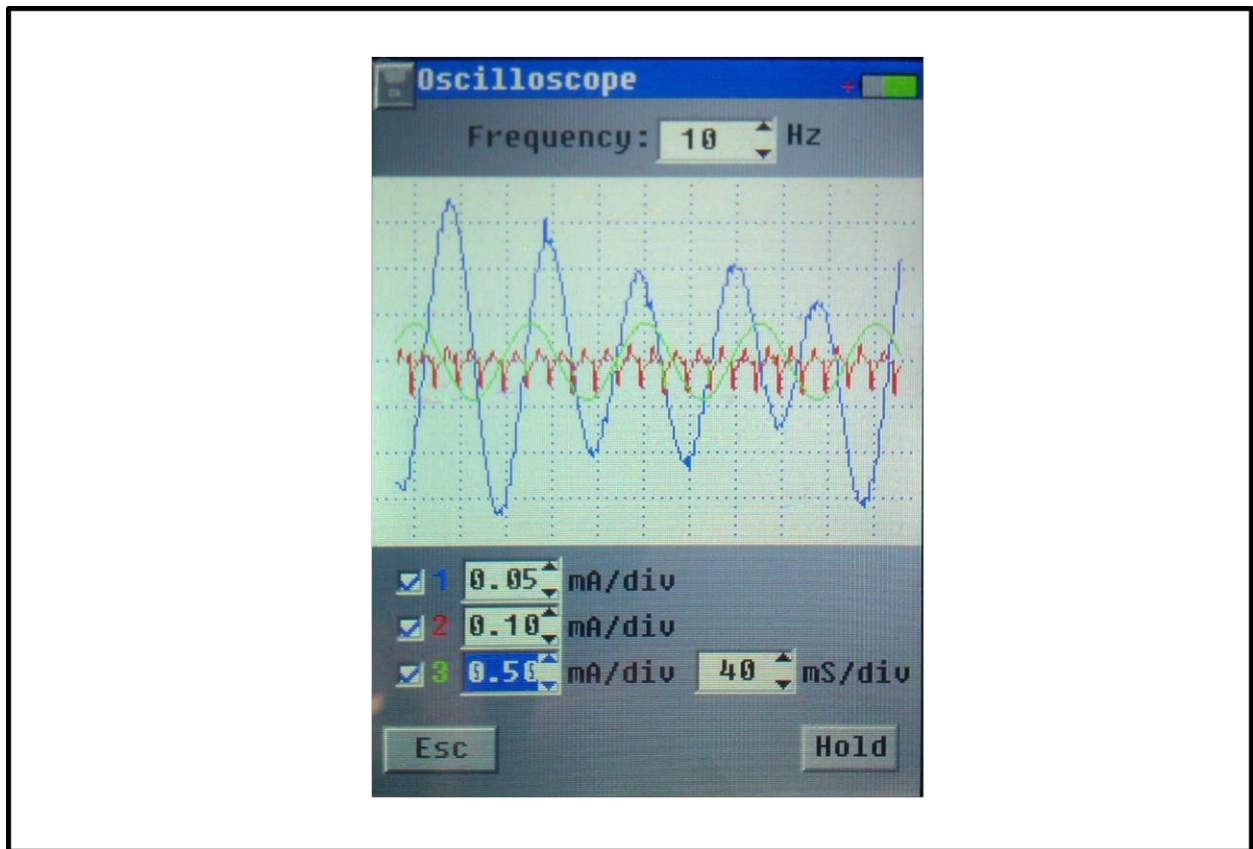 Oscilloscope
Frequency: 10 Hz
1 0.05 mA/div
2 0.10 mA/div
3 0.50 mA/div 40 mS/div
Esc Hold